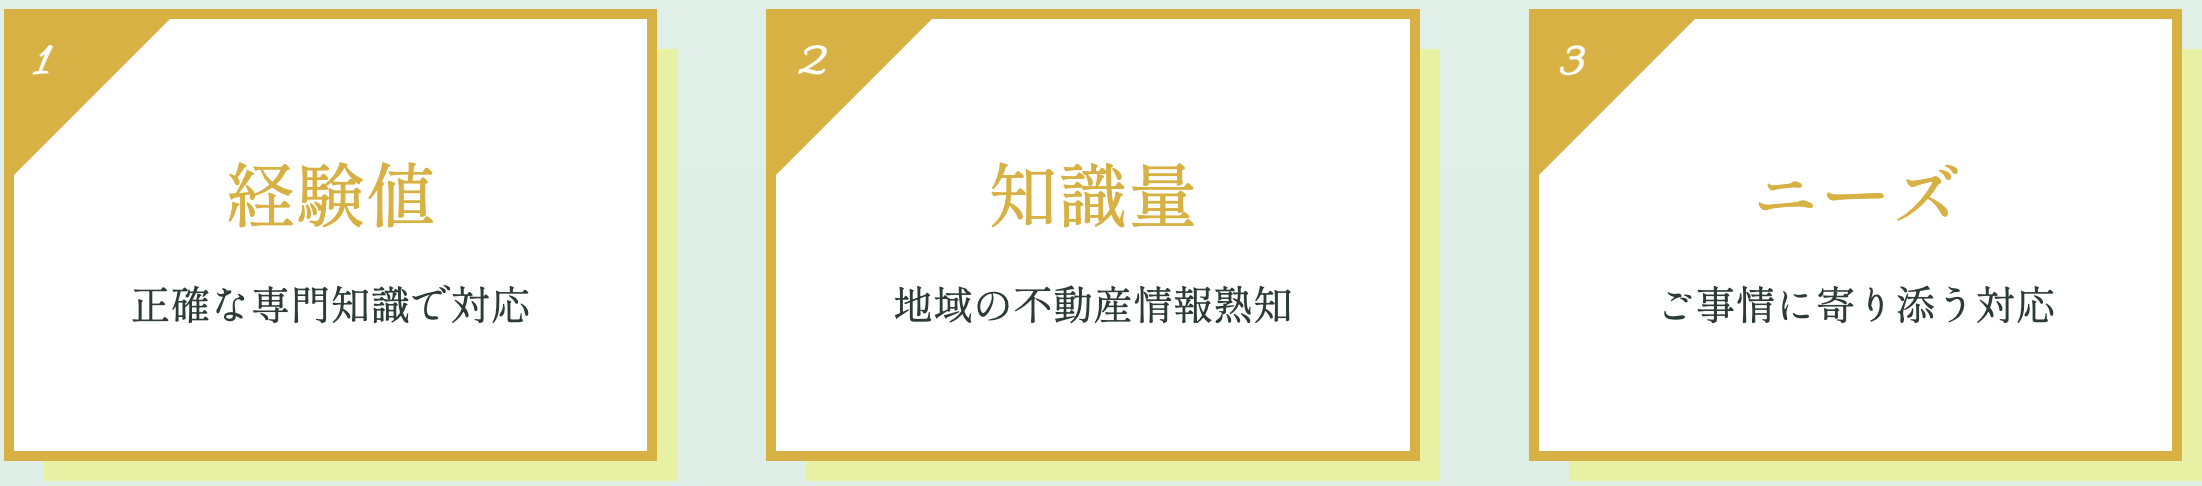 1
経験値
正確な専門知識で対応
2
知識量
地域の不動産情報熟知
3
ニーズ
ご事情に寄り添う対応